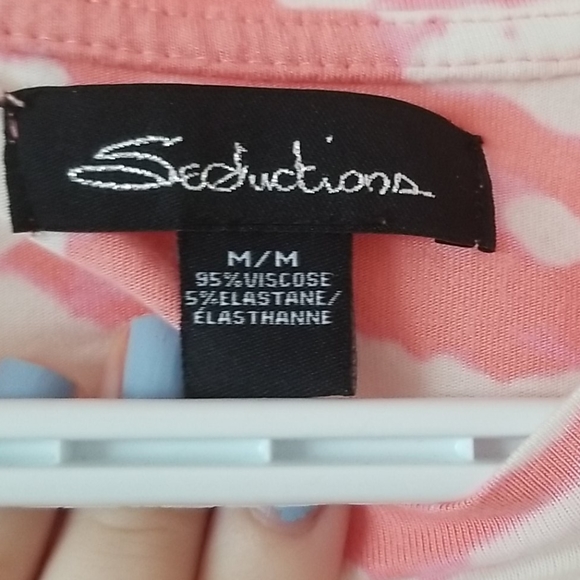 Seductions
M/M
95%VISCOSE
5%ELASTANE/
ÉLASTHANNE